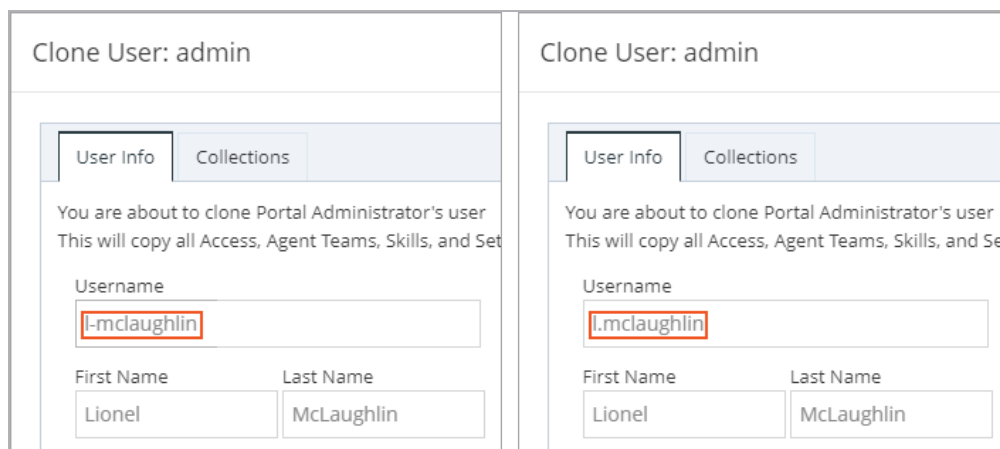 Clone User: admin
User Info
Collections
You are about to clone Portal Administrator's user
This will copy all Access, Agent Teams, Skills, and Set
Username
l-mclaughlin
First Name
Last Name
Lionel
McLaughlin
Clone User: admin
User Info
Collections
You are about to clone Portal Administrator's user
This will copy all Access, Agent Teams, Skills, and Se
Username
l.mclaughlin
First Name
Last Name
Lionel
McLaughlin